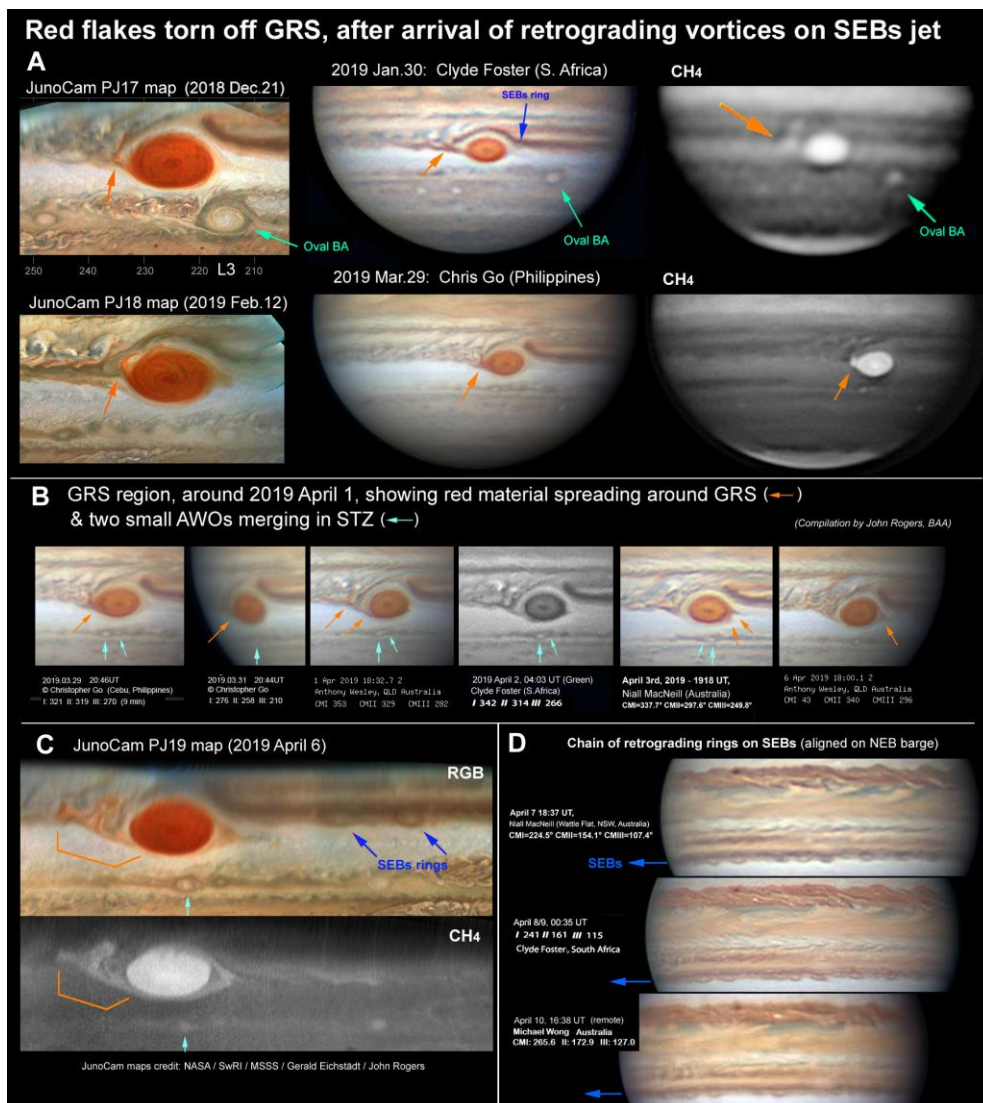 Red flakes torn off GRS, after arrival of retrograding vortices on SEBs jet
A
JunoCam PJ17 map (2018 Dec.21)
2019 Jan.30: Clyde Foster (S. Africa)
CH4
SEBs ring
Oval BA
Oval BA
Oval BA
250 240 230 220 L3 210
JunoCam PJ18 map (2019 Feb.12)
2019 Mar.29: Chris Go (Philippines)
CH4
B GRS region, around 2019 April 1, showing red material spreading around GRS (←)
& two small AWOs merging in STZ (←)
(Compilation by John Rogers, BAA)
2019.03.29 20:46UT
© Christopher Go (Cebu, Philippines)
I: 321 II: 319 III: 270 (9 min)
2019.03.31 20:44UT
© Christopher Go
I: 276 II: 258 III: 210
1 Apr 2019 18:32.7 Z
Anthony Wesley, QLD Australia
CMI 353 CMII 329 CMIII 282
2019 April 2, 04:03 UT (Green)
Clyde Foster (S.Africa)
I 342 II 314 III 266
April 3rd, 2019 - 1918 UT,
Niall MacNeill (Australia)
CMI=337.7° CMII=297.6° CMIII=249.8°
6 Apr 2019 18:00.1 Z
Anthony Wesley, QLD Australia
CMI 43 CMII 340 CMIII 296
C JunoCam PJ19 map (2019 April 6)
RGB
SEBs rings
CH4
JunoCam maps credit: NASA / SwRI / MSSS / Gerald Eichstädt / John Rogers
D
Chain of retrograding rings on SEBs (aligned on NEB barge)
April 7 18:37 UT,
Niall MacNeill (Wattle Flat, NSW, Australia)
CMI=224.5° CMII=154.1° CMIII=107.4°
SEBs
April 8/9, 00:35 UT
I 241 II 161 III 115
Clyde Foster, South Africa
April 10, 16:38 UT (remote)
Michael Wong Australia
CMI: 265.6 II: 172.9 III: 127.0